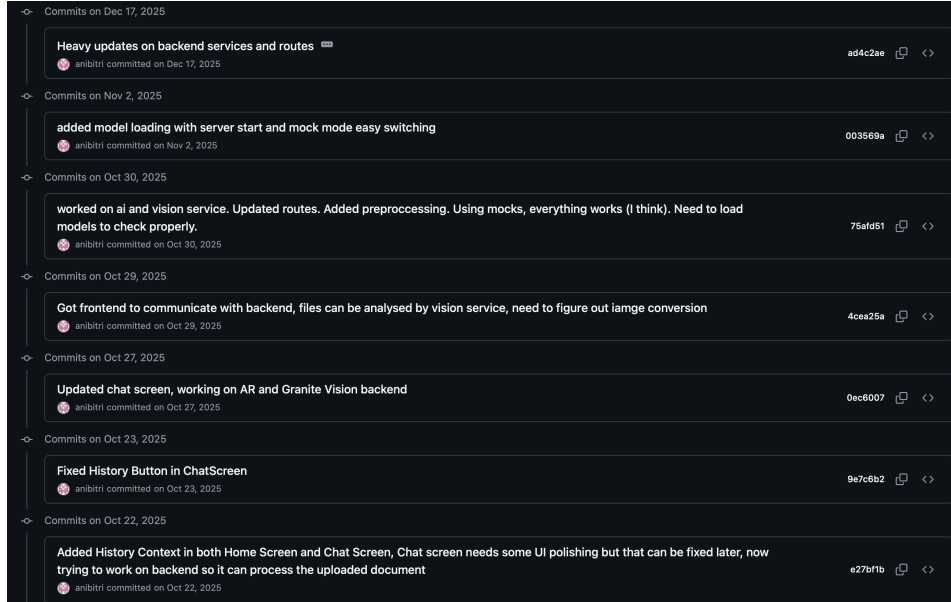 Commits on Dec 17, 2025
Heavy updates on backend services and routes
anibitri committed on Dec 17, 2025
ad4c2ae
Commits on Nov 2, 2025
added model loading with server start and mock mode easy switching
anibitri committed on Nov 2, 2025
003569a
Commits on Oct 30, 2025
worked on ai and vision service. Updated routes. Added preproccessing. Using mocks, everything works (I think). Need to load
models to check properly.
anibitri committed on Oct 30, 2025
75afd51
Commits on Oct 29, 2025
Got frontend to communicate with backend, files can be analysed by vision service, need to figure out iamge conversion
anibitri committed on Oct 29, 2025
4cea25a
Commits on Oct 27, 2025
Updated chat screen, working on AR and Granite Vision backend
anibitri committed on Oct 27, 2025
0ec6007
Commits on Oct 23, 2025
Fixed History Button in ChatScreen
anibitri committed on Oct 23, 2025
9e7c6b2
Commits on Oct 22, 2025
Added History Context in both Home Screen and Chat Screen, Chat screen needs some UI polishing but that can be fixed later, now
trying to work on backend so it can process the uploaded document
anibitri committed on Oct 22, 2025
e27bf1b